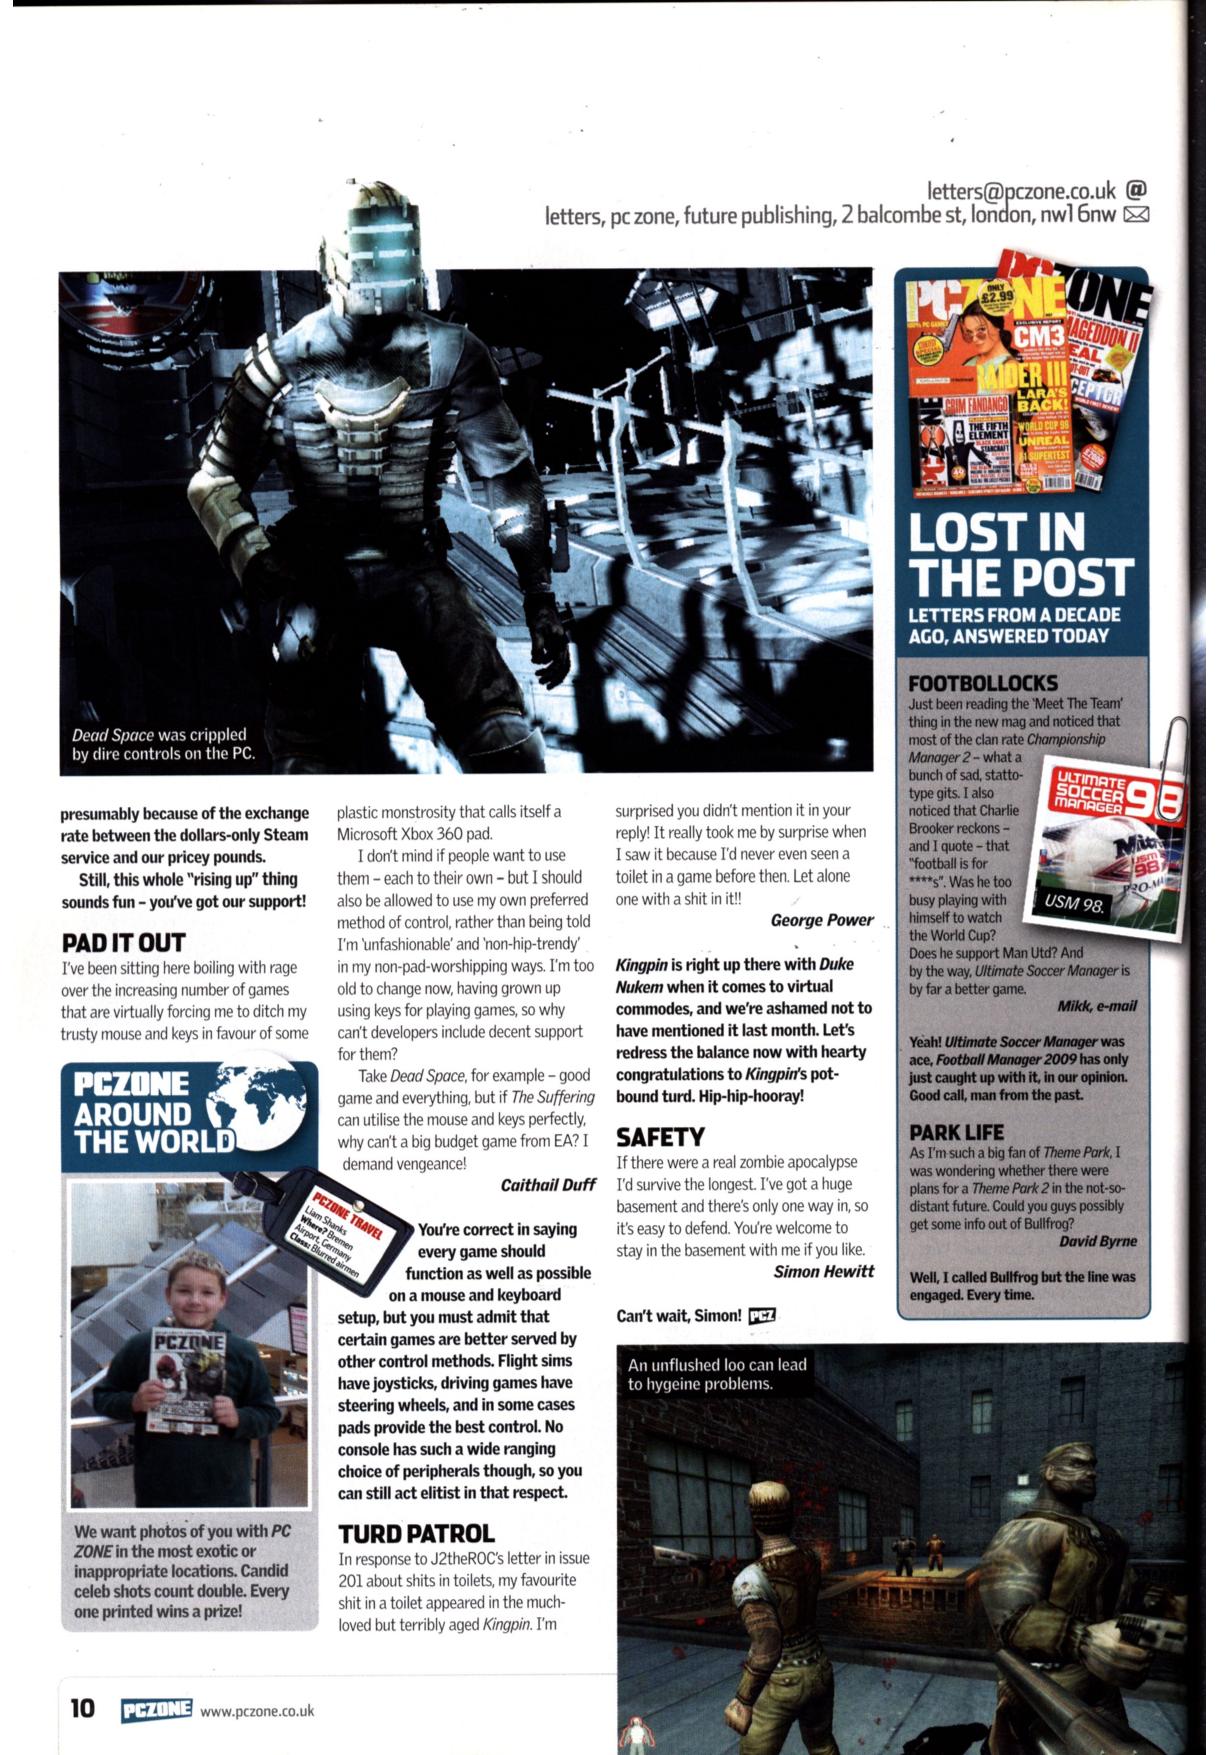 letters@pczone.co.uk @
letters, pc zone, future publishing, 2 balcombe st, london, nw1 6nw
Dead Space was crippled
by dire controls on the PC.
presumably because of the exchange
rate between the dollars-only Steam
service and our pricey pounds.
Still, this whole "rising up" thing
sounds fun – you've got our support!
PAD IT OUT
I've been sitting here boiling with rage
over the increasing number of games
that are virtually forcing me to ditch my
trusty mouse and keys in favour of some
plastic monstrosity that calls itself a
Microsoft Xbox 360 pad.
I don't mind if people want to use
them – each to their own – but I should
also be allowed to use my own preferred
method of control, rather than being told
I'm 'unfashionable' and 'non-hip-trendy'
in my non-pad-worshipping ways. I'm too
old to change now, having grown up
using keys for playing games, so why
can't developers include decent support
for them?
Take Dead Space, for example – good
game and everything, but if The Suffering
can utilise the mouse and keys perfectly,
why can't a big budget game from EA? I
demand vengeance!
Caithail Duff
You're correct in saying
every game should
function as well as possible
on a mouse and keyboard
setup, but you must admit that
certain games are better served by
other control methods. Flight sims
have joysticks, driving games have
steering wheels, and in some cases
pads provide the best control. No
console has such a wide ranging
choice of peripherals though, so you
can still act elitist in that respect.
TURD PATROL
In response to J2theROC's letter in issue
201 about shits in toilets, my favourite
shit in a toilet appeared in the much-
loved but terribly aged Kingpin. I'm
surprised you didn't mention it in your
reply! It really took me by surprise when
I saw it because I'd never even seen a
toilet in a game before then. Let alone
one with a shit in it!!
George Power
Kingpin is right up there with Duke
Nukem when it comes to virtual
commodes, and we're ashamed not to
have mentioned it last month. Let's
redress the balance now with hearty
congratulations to Kingpin's pot-
bound turd. Hip-hip-hooray!
SAFETY
If there were a real zombie apocalypse
I'd survive the longest. I've got a huge
basement and there's only one way in, so
it's easy to defend. You're welcome to
stay in the basement with me if you like.
Simon Hewitt
Can't wait, Simon! PCZ
An unflushed loo can lead
to hygeine problems.
PCZONE
AROUND
THE WORLD
PCZONE TRAVEL
Liam Shanks
Where? Bremen
Airport, Germany
Class: Blurred airmen
PCZONE
We want photos of you with PC
ZONE in the most exotic or
inappropriate locations. Candid
celeb shots count double. Every
one printed wins a prize!
PCZONE
ONLY
£2.99
CM3
RAIDER III
LARA'S
BACK!
GRIM FANDANGO
THE FIFTH
ELEMENT
STARCRAFT
WORLD CUP 98
UNREAL
F1 SUPERTEST
LOST IN
THE POST
LETTERS FROM A DECADE
AGO, ANSWERED TODAY
FOOTBOLLOCKS
Just been reading the 'Meet The Team'
thing in the new mag and noticed that
most of the clan rate Championship
Manager 2 – what a
bunch of sad, statto-
type gits. I also
noticed that Charlie
Brooker reckons –
and I quote – that
"football is for
****s". Was he too
busy playing with
himself to watch
the World Cup?
Does he support Man Utd? And
by the way, Ultimate Soccer Manager is
by far a better game.
Mikk, e-mail
ULTIMATE
SOCCER
MANAGER 98
USM 98.
Yeah! Ultimate Soccer Manager was
ace, Football Manager 2009 has only
just caught up with it, in our opinion.
Good call, man from the past.
PARK LIFE
As I'm such a big fan of Theme Park, I
was wondering whether there were
plans for a Theme Park 2 in the not-so-
distant future. Could you guys possibly
get some info out of Bullfrog?
David Byrne
Well, I called Bullfrog but the line was
engaged. Every time.
10 PCZONE www.pczone.co.uk